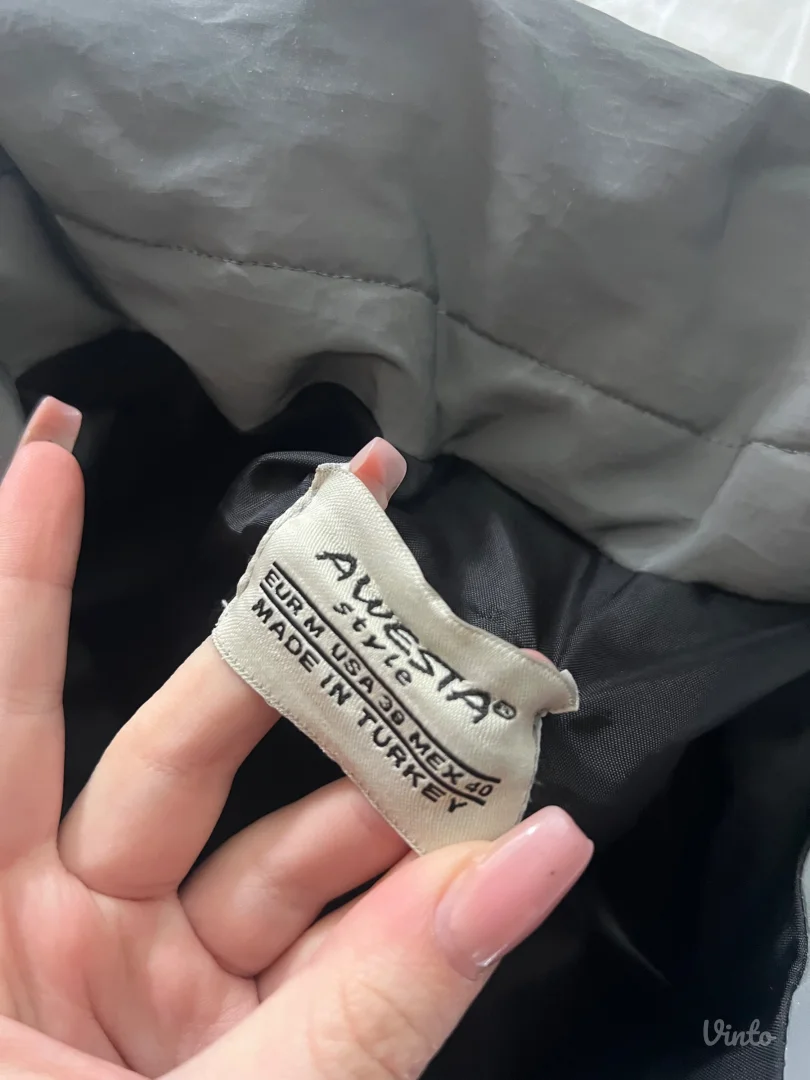 AWESTA®
style
EUR M USA 38 MEX 40
MADE IN TURKEY
Vinto